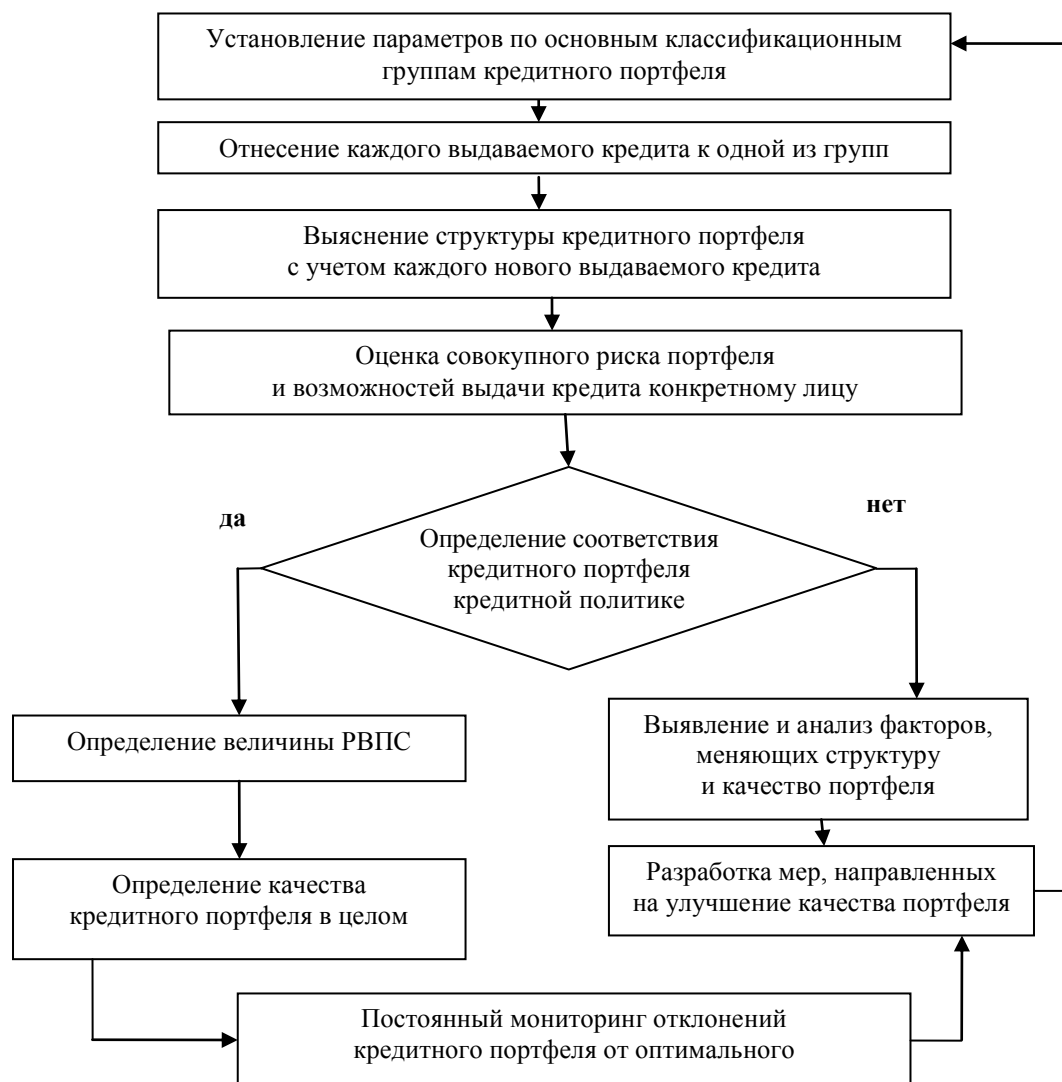 Установление параметров по основным классификационным
группам кредитного портфеля
Отнесение каждого выдаваемого кредита к одной из групп
Выяснение структуры кредитного портфеля
с учетом каждого нового выдаваемого кредита
Оценка совокупного риска портфеля
и возможностей выдачи кредита конкретному лицу
да
нет
Определение соответствия
кредитного портфеля
кредитной политике
Определение величины РВПС
Выявление и анализ факторов,
меняющих структуру
и качество портфеля
Определение качества
кредитного портфеля в целом
Разработка мер, направленных
на улучшение качества портфеля
Постоянный мониторинг отклонений
кредитного портфеля от оптимального